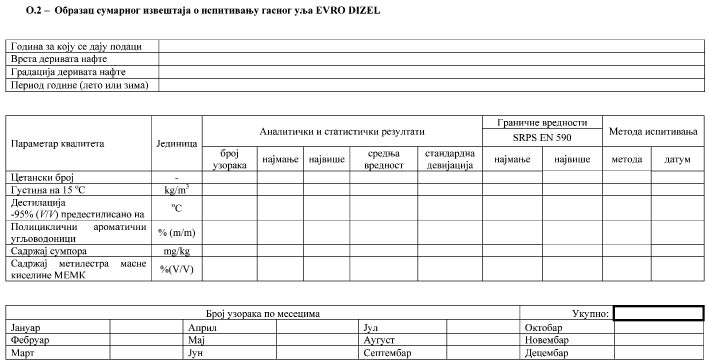 О.2 – Образац сумарног извештаја о испитивању гасног уља EVRO DIZEL
Година за коју се дају подаци
Врста деривата нафте
Градација деривата нафте
Период године (лето или зима)
Параметар квалитета Јединица Аналитички и статистички резултати Граничне вредности Метода испитивања
SRPS EN 590
број узорака најмање највише средња вредност стандардна девијација најмање највише метода датум
Цетански број -
Густина на 15 °C kg/m³
Дестилација
-95% (V/V) предестилисано на °C
Полициклични ароматични
угљоводоници % (m/m)
Садржај сумпора mg/kg
Садржај метилестра масне
киселине МЕМК %(V/V)
Број узорака по месецима Укупно:
Јануар Април Јул Октобар
Фебруар Мај Аугуст Новембар
Март Јун Септембар Децембар